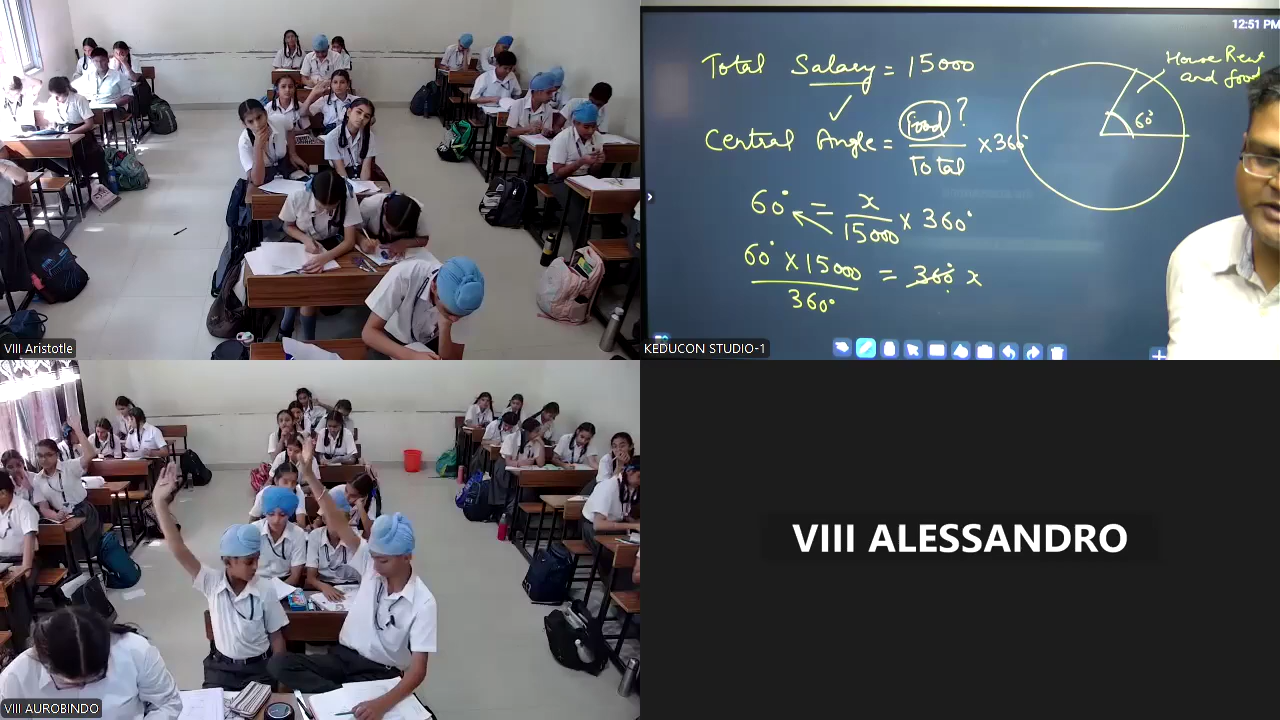 12:51 PM
Total Salary = 15000
House Rent
and food
Central Angle = Food ? / Total × 360°
60°
60° = x / 15000 × 360°
60° × 15000 / 360° = 360° x
VIII Aristotle
KEDUCON STUDIO-1
VIII AUROBINDO
VIII ALESSANDRO